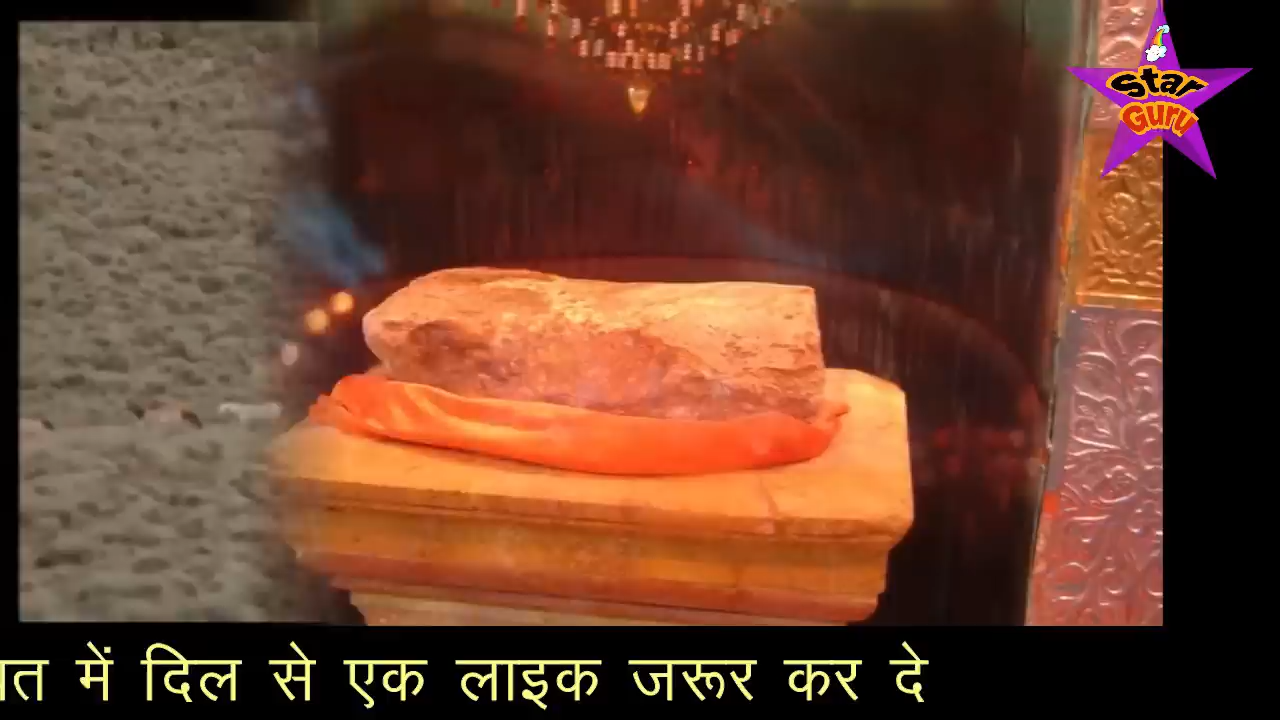 Star
Guru
में दिल से एक लाइक जरूर कर दे